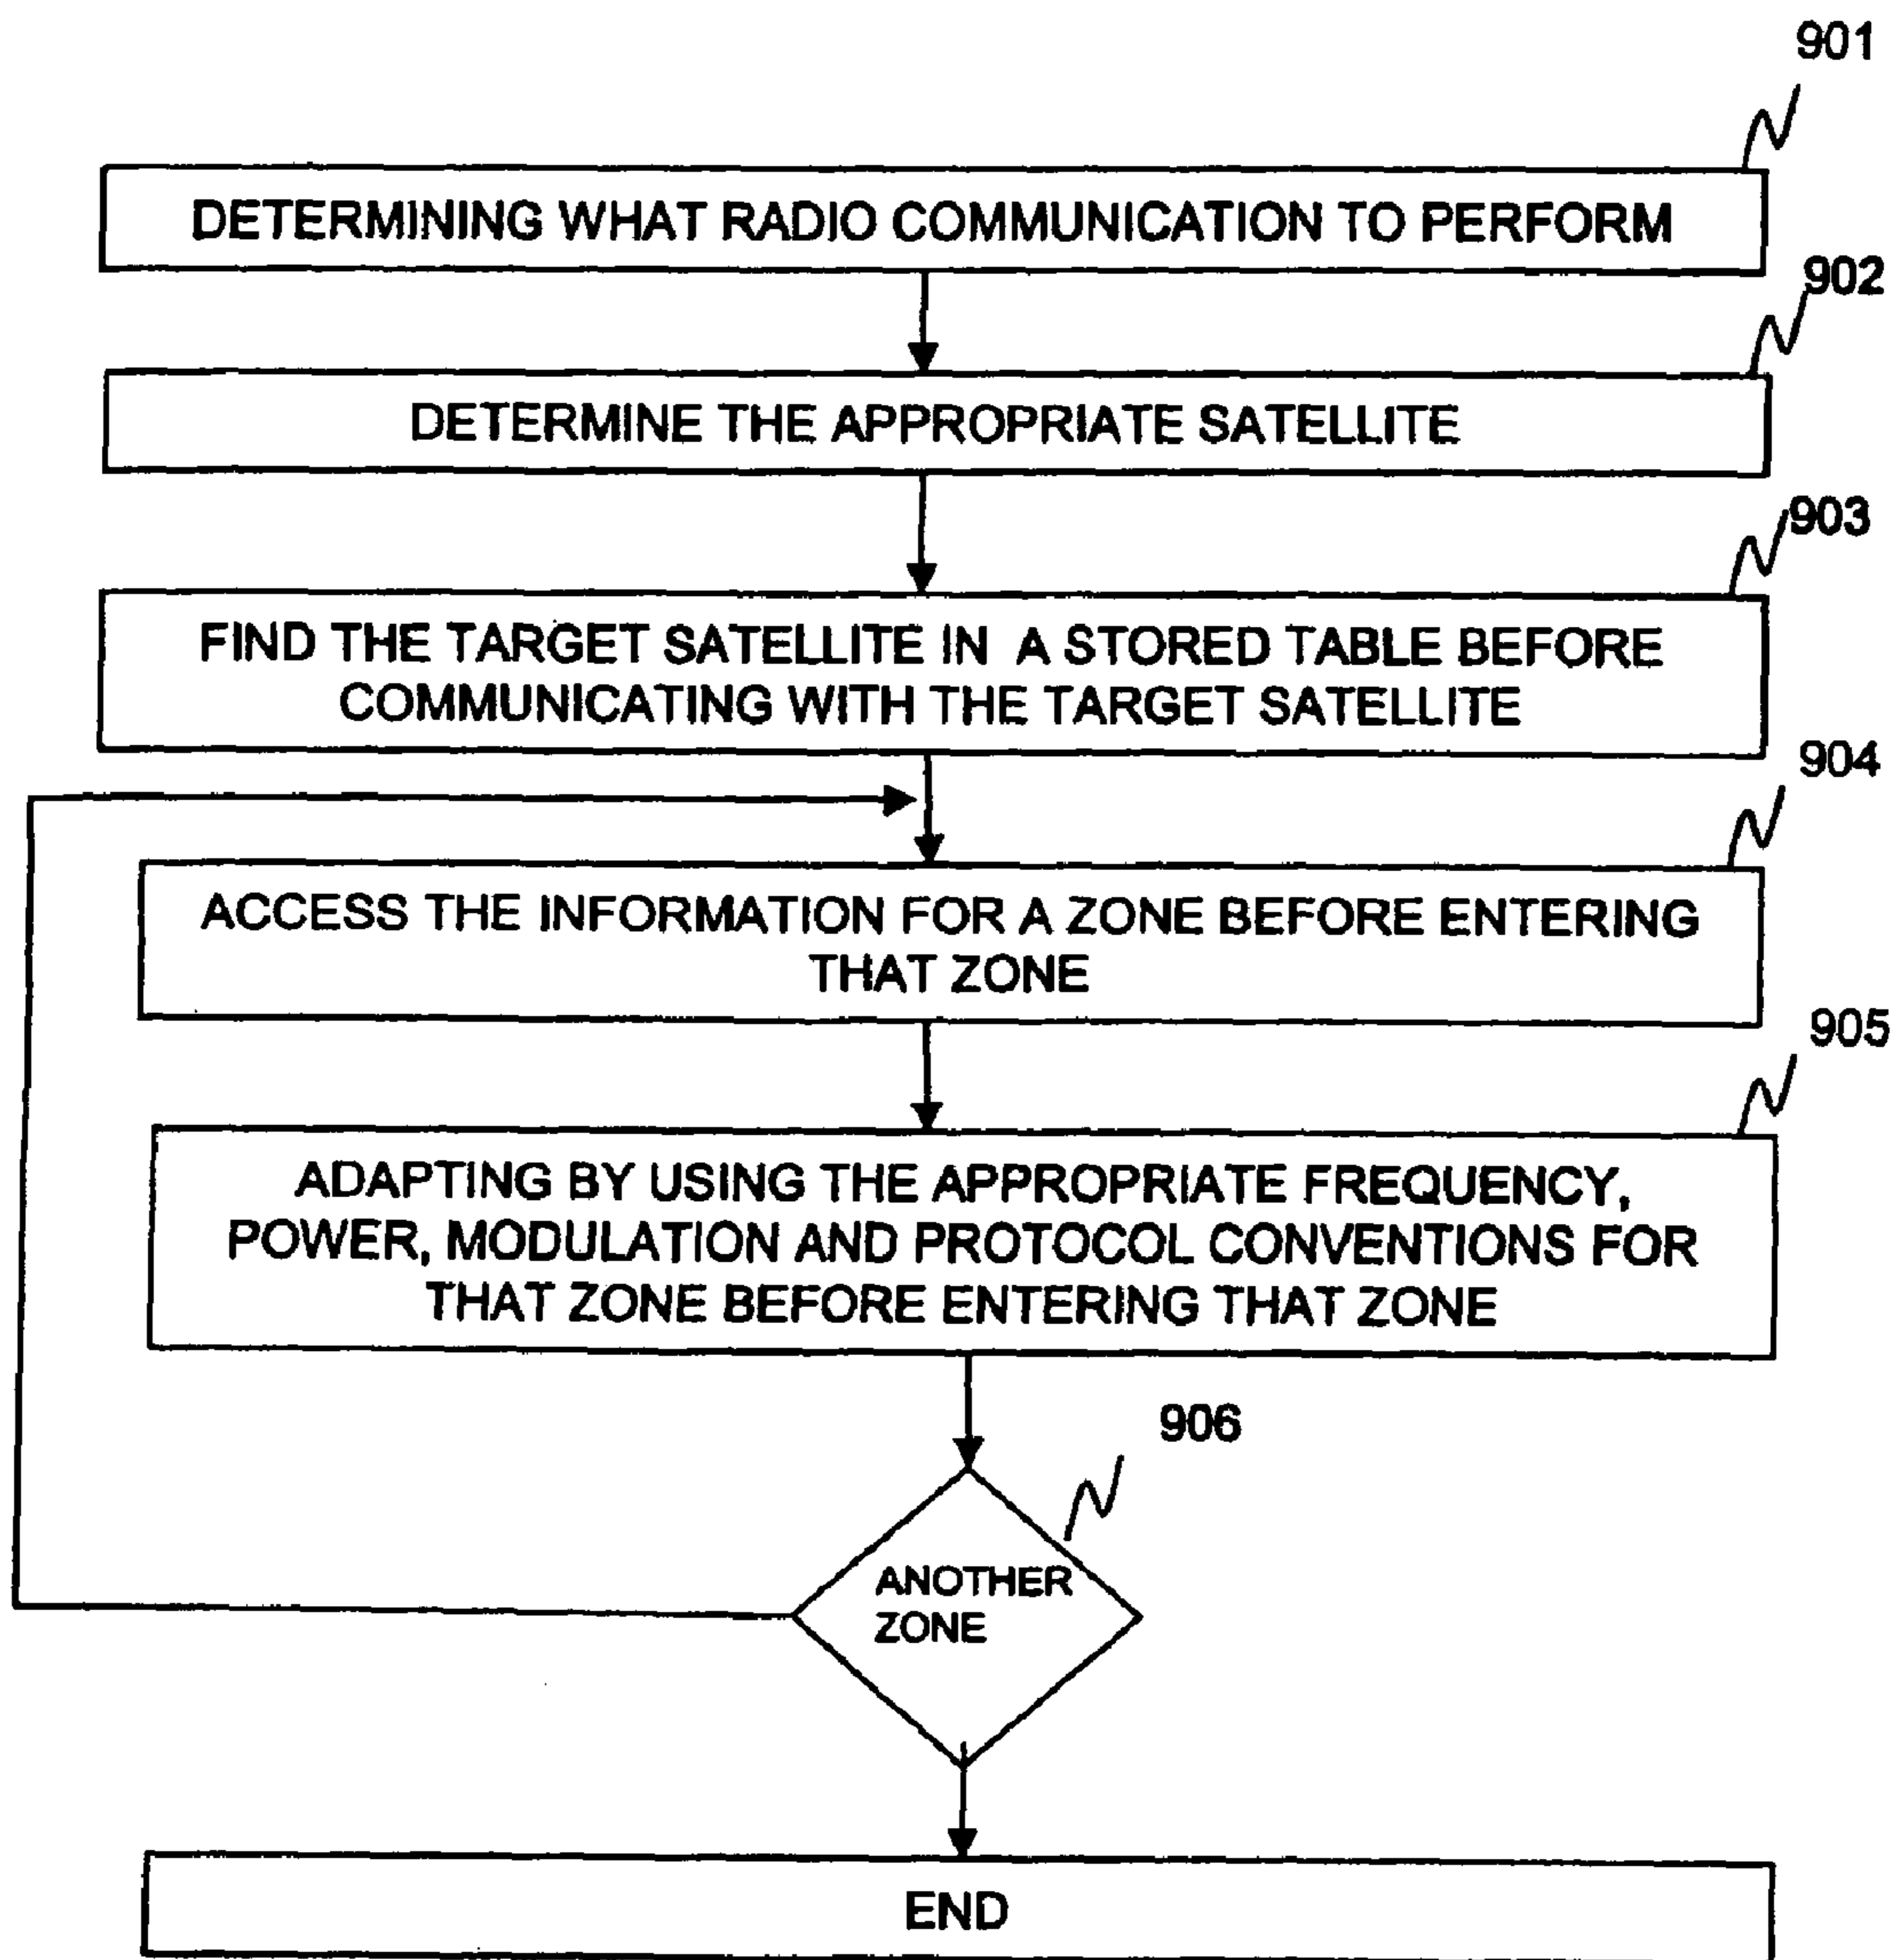 901
DETERMINING WHAT RADIO COMMUNICATION TO PERFORM
902
DETERMINE THE APPROPRIATE SATELLITE
903
FIND THE TARGET SATELLITE IN A STORED TABLE BEFORE
COMMUNICATING WITH THE TARGET SATELLITE
904
ACCESS THE INFORMATION FOR A ZONE BEFORE ENTERING
THAT ZONE
905
ADAPTING BY USING THE APPROPRIATE FREQUENCY,
POWER, MODULATION AND PROTOCOL CONVENTIONS FOR
THAT ZONE BEFORE ENTERING THAT ZONE
906
ANOTHER
ZONE
END